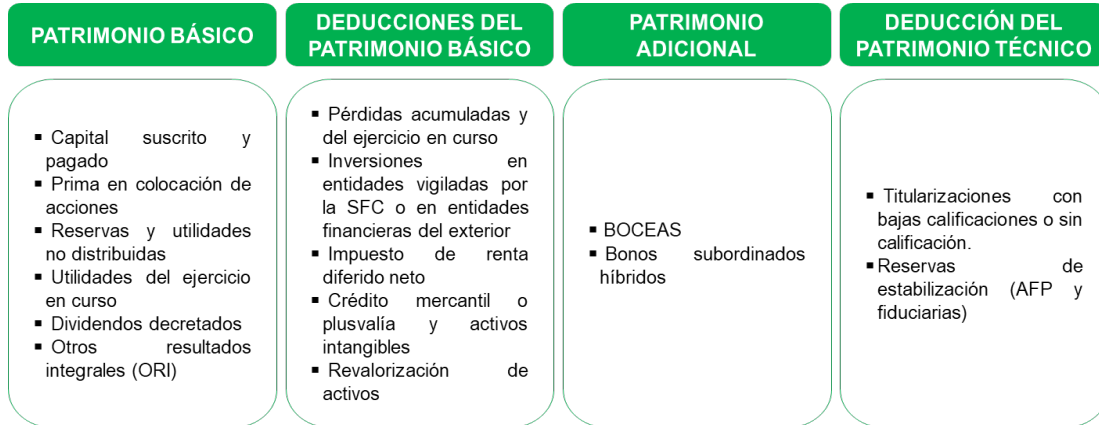 PATRIMONIO BÁSICO
▪ Capital suscrito y
pagado
▪ Prima en colocación de
acciones
▪ Reservas y utilidades
no distribuidas
▪ Utilidades del ejercicio
en curso
▪ Dividendos decretados
▪ Otros resultados
integrales (ORI)
DEDUCCIONES DEL
PATRIMONIO BÁSICO
▪ Pérdidas acumuladas y
del ejercicio en curso
▪ Inversiones en
entidades vigiladas por
la SFC o en entidades
financieras del exterior
▪ Impuesto de renta
diferido neto
▪ Crédito mercantil o
plusvalía y activos
intangibles
▪ Revalorización de
activos
PATRIMONIO
ADICIONAL
▪ BOCEAS
▪ Bonos subordinados
híbridos
DEDUCCIÓN DEL
PATRIMONIO TÉCNICO
▪ Titularizaciones con
bajas calificaciones o sin
calificación.
▪ Reservas de
estabilización (AFP y
fiduciarias)